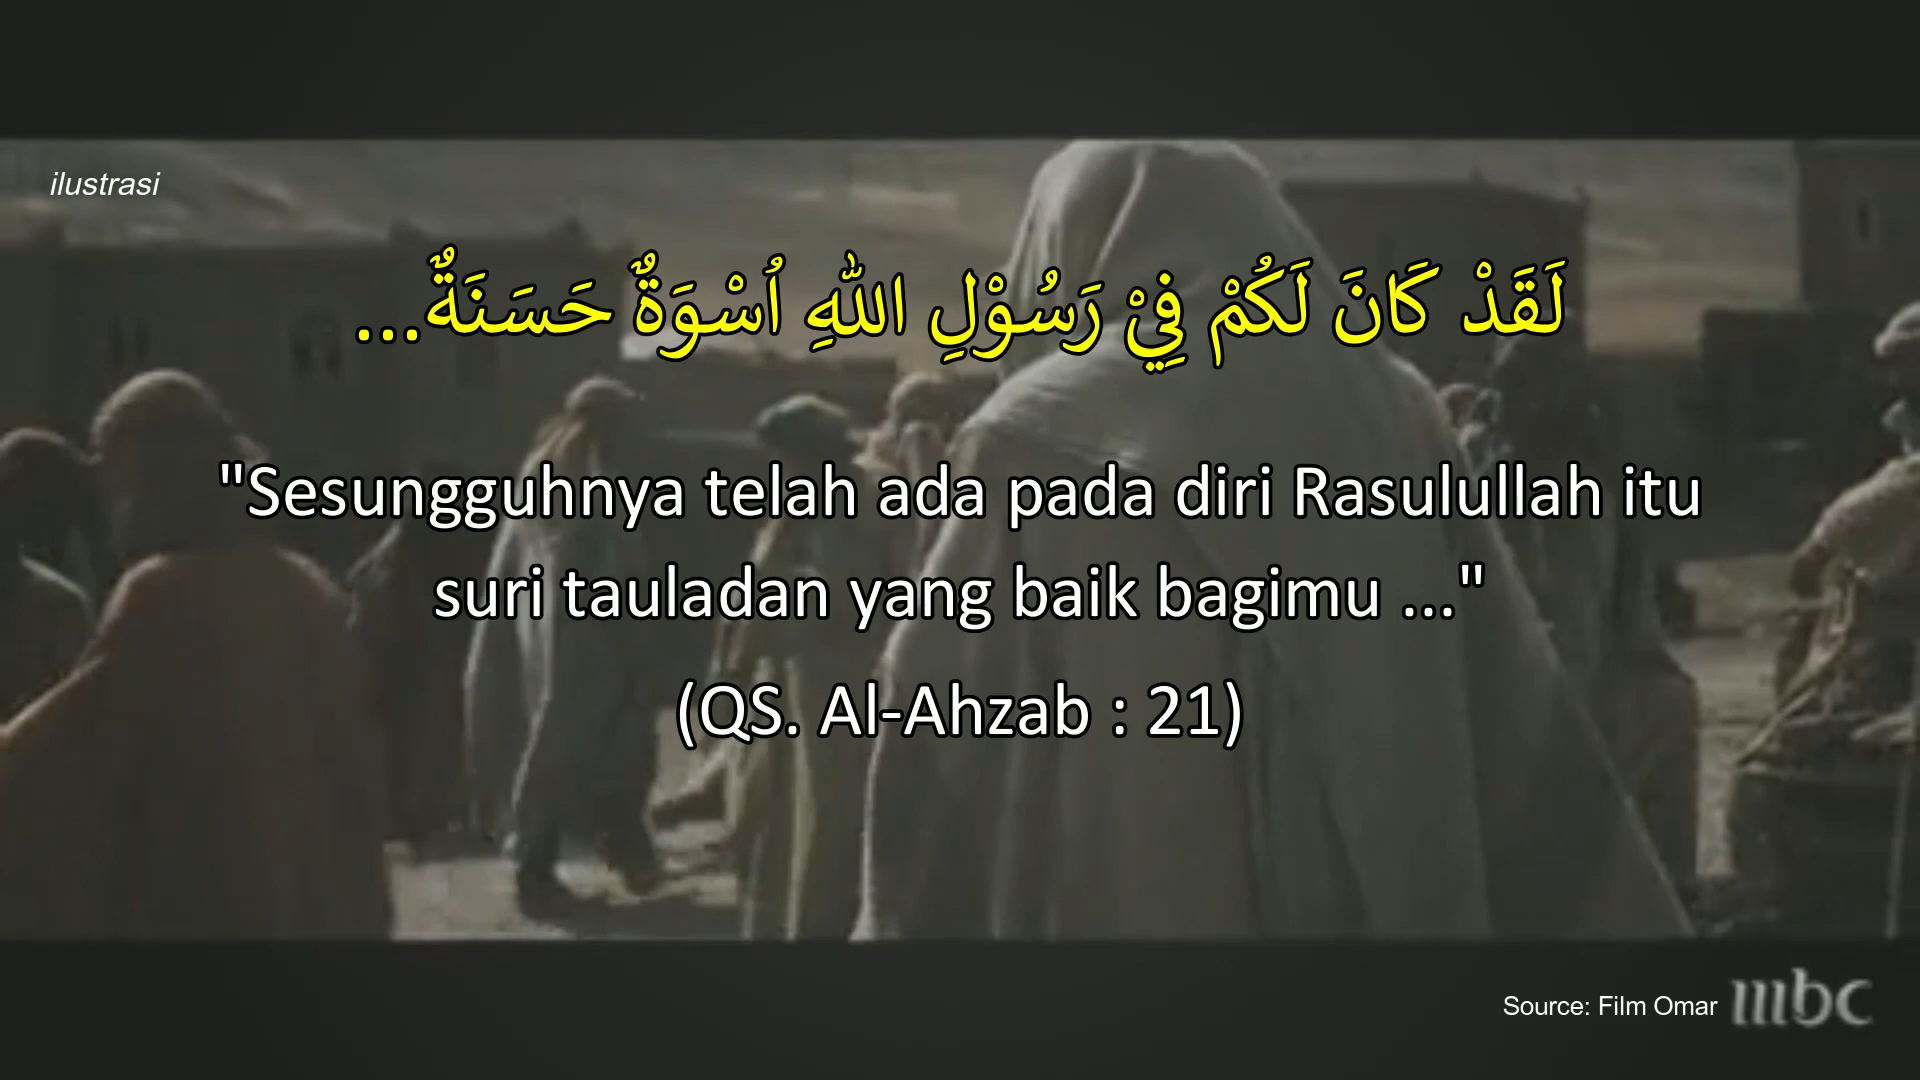 ilustrasi
لَقَدْ كَانَ لَكُمْ فِيْ رَسُوْلِ اللّٰهِ اُسْوَةٌ حَسَنَةٌ...
"Sesungguhnya telah ada pada diri Rasulullah itu
suri tauladan yang baik bagimu ..."
(QS. Al-Ahzab : 21)
Source: Film Omar mbc